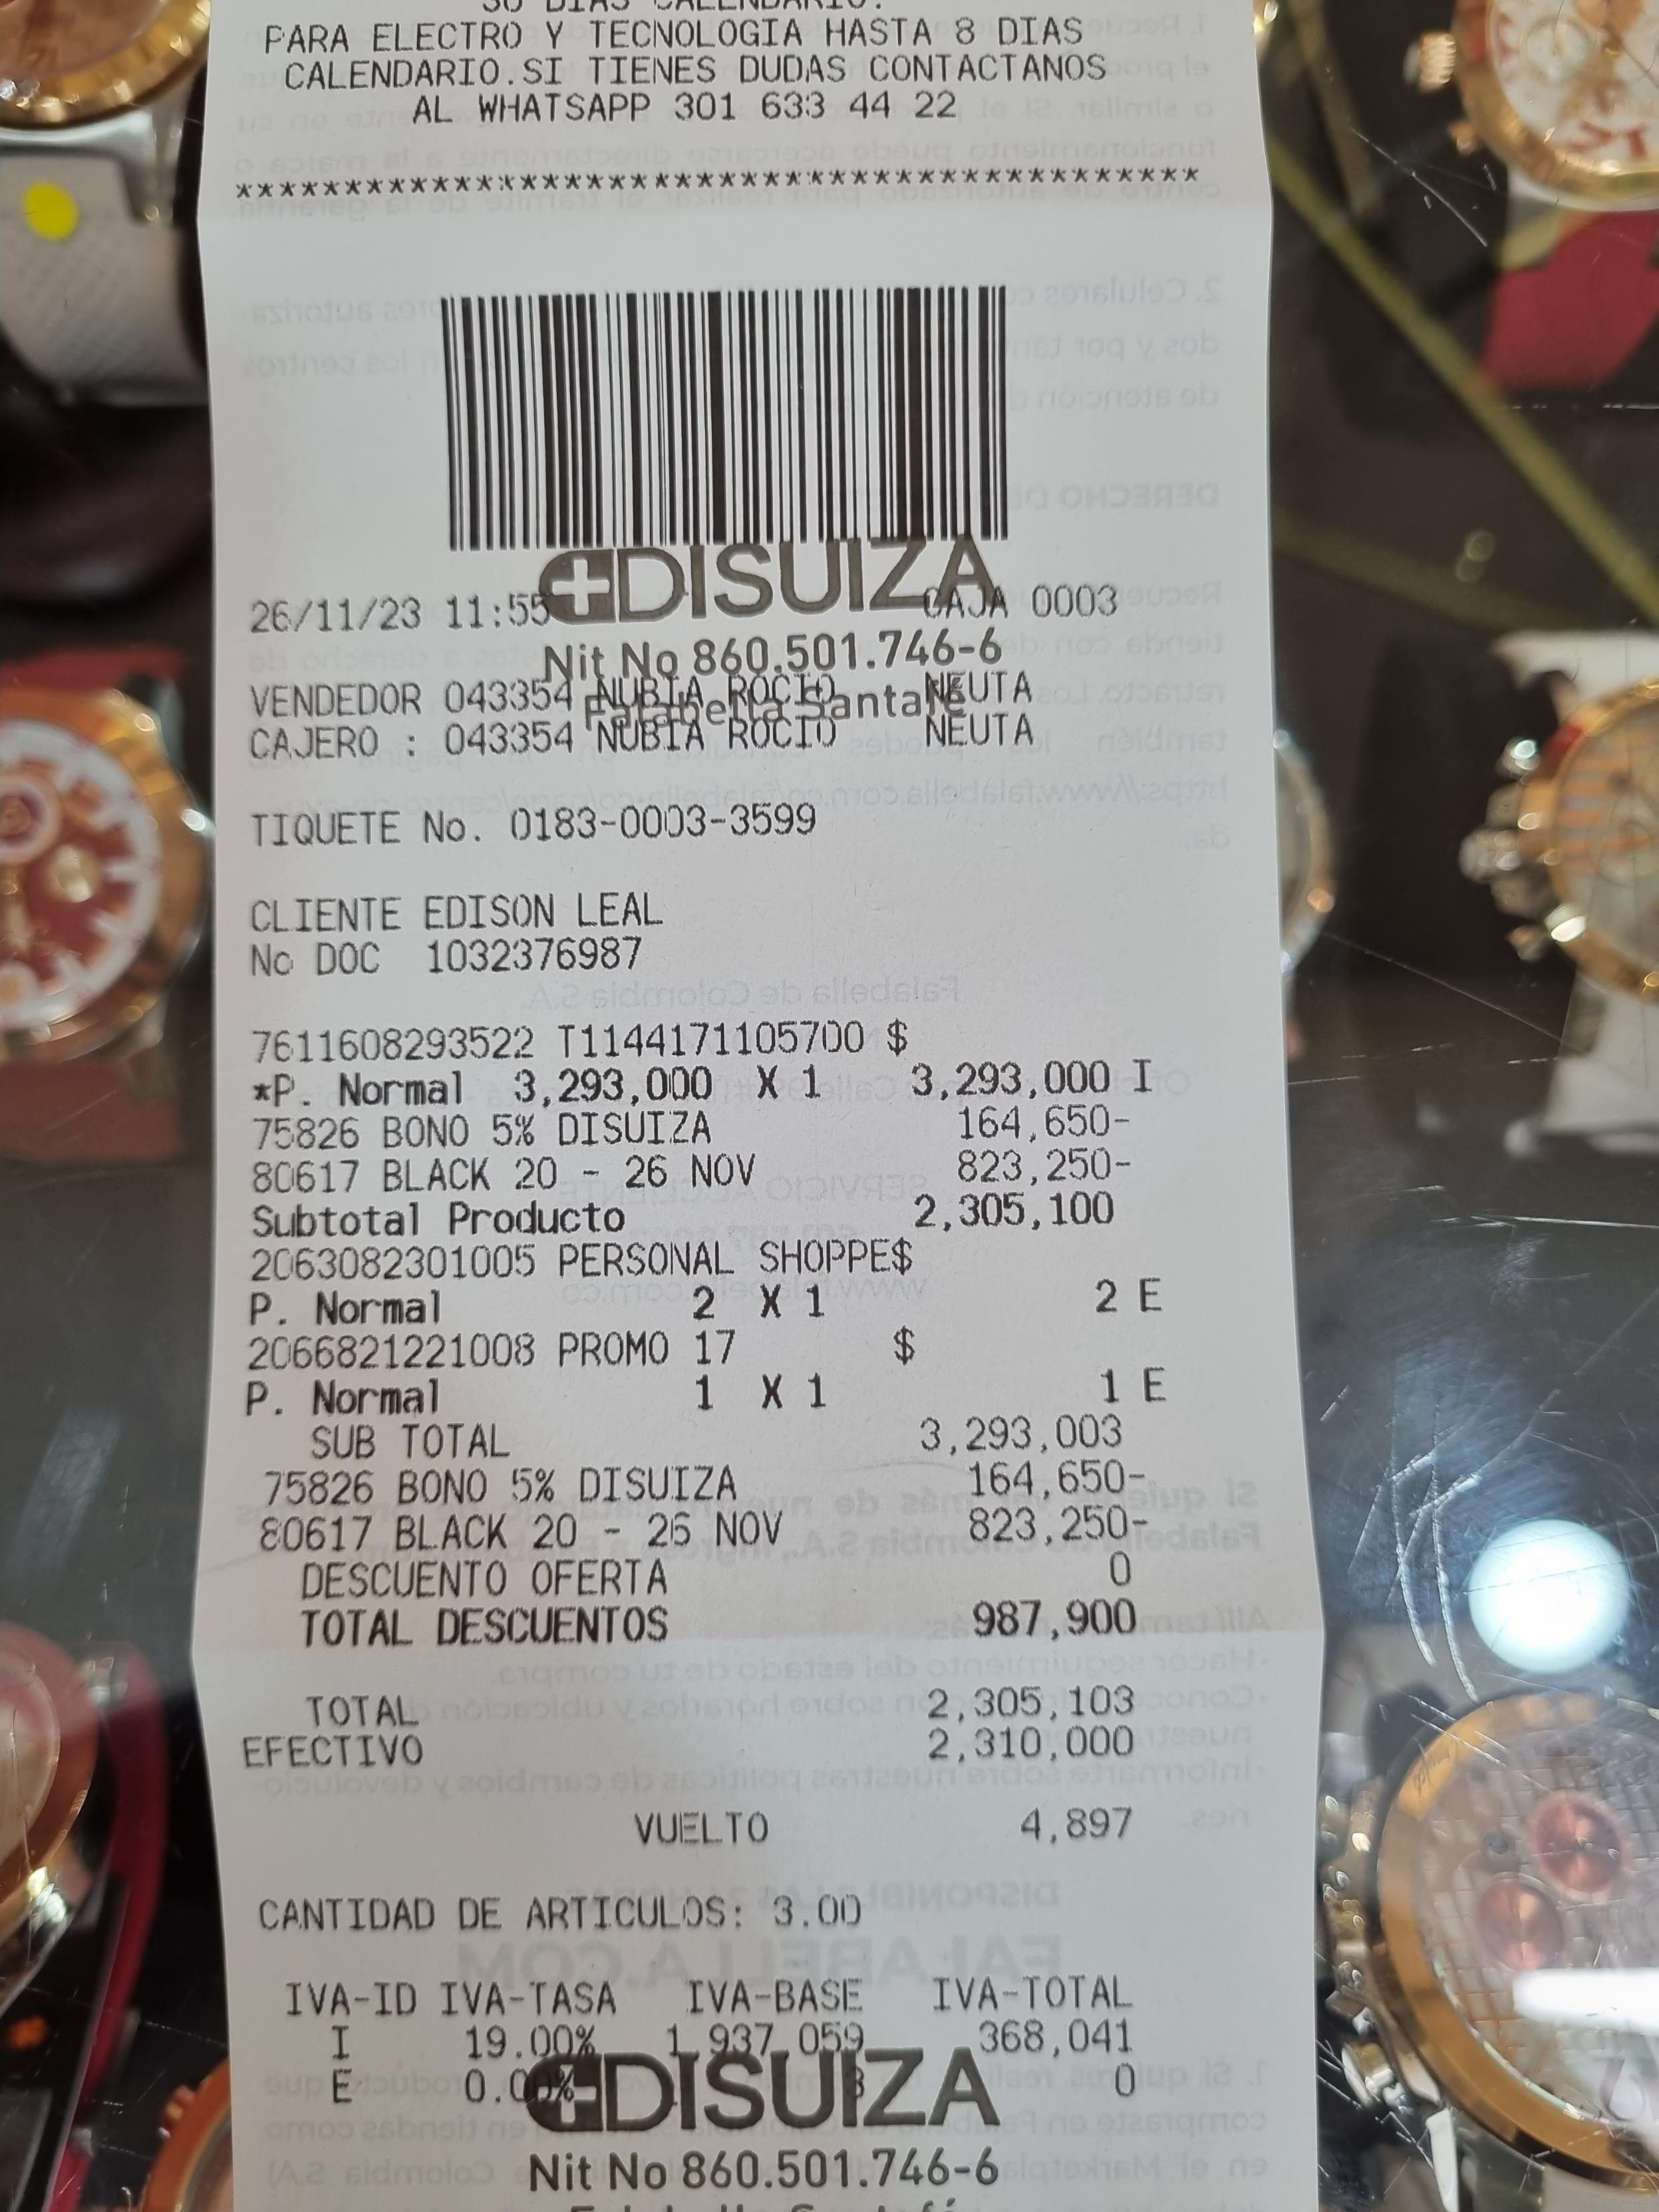 30 DIAS CALENDARIO.
PARA ELECTRO Y TECNOLOGIA HASTA 8 DIAS
CALENDARIO.SI TIENES DUDAS CONTACTANOS
AL WHATSAPP 301 633 44 22
********************************************
DISUIZA
26/11/23 11:55 CAJA 0003
Nit No 860.501.746-6
VENDEDOR 043354 NUBIA ROCIO NEUTA
Falabella Santafé
CAJERO : 043354 NUBIA ROCIO NEUTA
TIQUETE No. 0183-0003-3599
CLIENTE EDISON LEAL
No DOC 1032376987
7611608293522 T1144171105700 $
*P. Normal 3,293,000 X 1 3,293,000 I
75826 BONO 5% DISUIZA 164,650-
80617 BLACK 20 - 26 NOV 823,250-
Subtotal Producto 2,305,100
2063082301005 PERSONAL SHOPPE$
P. Normal 2 X 1 2 E
2066821221008 PROMO 17 $
P. Normal 1 X 1 1 E
SUB TOTAL 3,293,003
75826 BONO 5% DISUIZA 164,650-
80617 BLACK 20 - 26 NOV 823,250-
DESCUENTO OFERTA 0
TOTAL DESCUENTOS 987,900
TOTAL 2,305,103
EFECTIVO 2,310,000
VUELTO 4,897
CANTIDAD DE ARTICULOS: 3.00
IVA-ID IVA-TASA IVA-BASE IVA-TOTAL
I 19.00% 1,937,059 368,041
E 0.00% 3 0
DISUIZA
Nit No 860.501.746-6